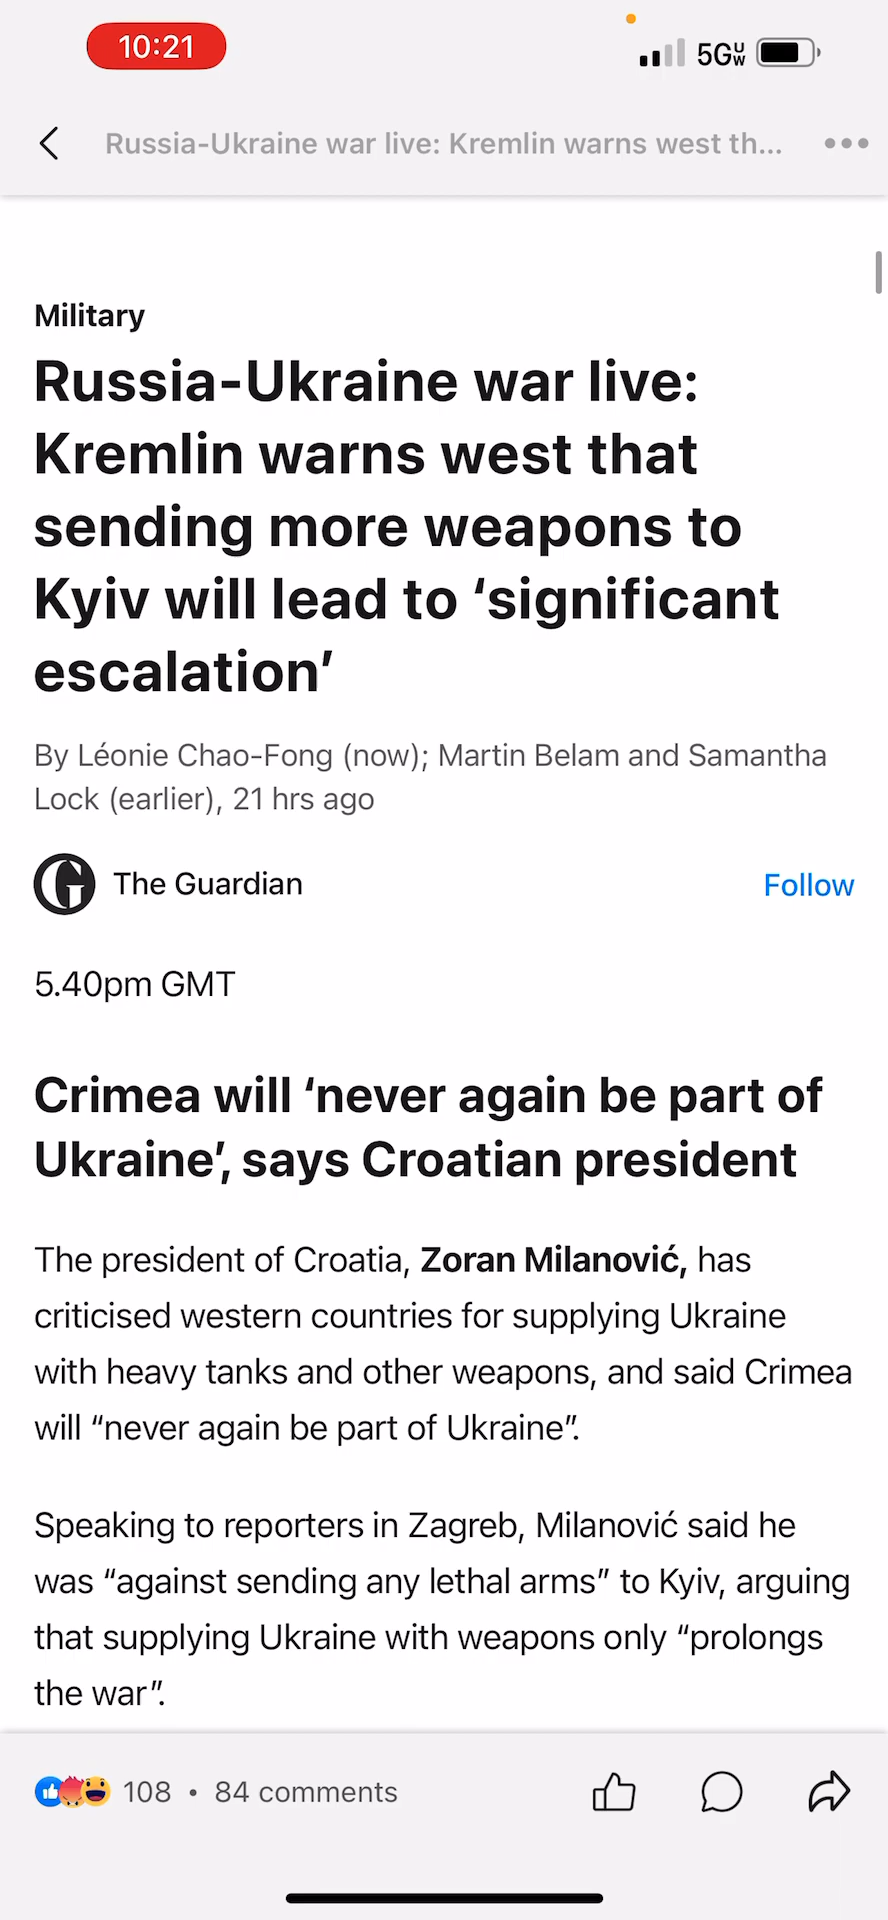 10:21
5GUW
Russia-Ukraine war live: Kremlin warns west th...
Military
Russia-Ukraine war live:
Kremlin warns west that
sending more weapons to
Kyiv will lead to ‘significant
escalation’
By Léonie Chao-Fong (now); Martin Belam and Samantha
Lock (earlier), 21 hrs ago
The Guardian
Follow
5.40pm GMT
Crimea will ‘never again be part of
Ukraine’, says Croatian president
The president of Croatia, Zoran Milanović, has
criticised western countries for supplying Ukraine
with heavy tanks and other weapons, and said Crimea
will “never again be part of Ukraine”.
Speaking to reporters in Zagreb, Milanović said he
was “against sending any lethal arms” to Kyiv, arguing
that supplying Ukraine with weapons only “prolongs
the war”.
108 • 84 comments